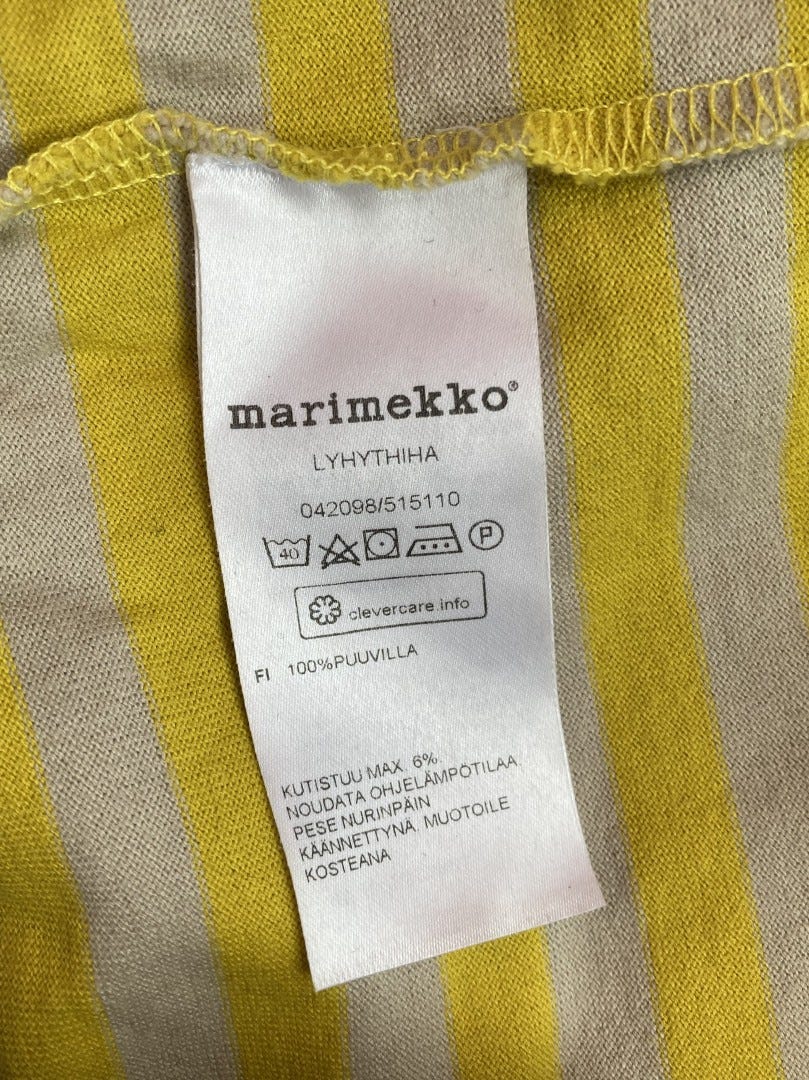 marimekko®
LYHYTHIHA
042098/515110
40 P
clevercare.info
FI 100%PUUVILLA
KUTISTUU MAX. 6%.
NOUDATA OHJELÄMPÖTILAA.
PESE NURINPÄIN
KÄÄNNETTYNÄ. MUOTOILE
KOSTEANA